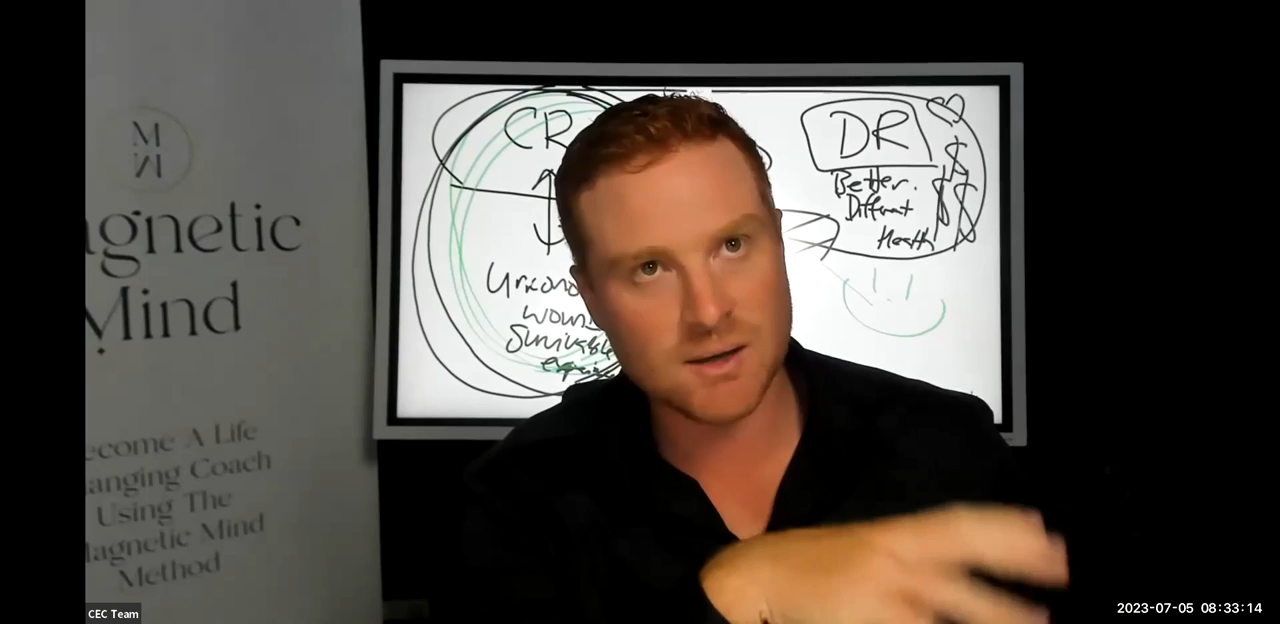 M
M
agnetic
Mind
ecome A Life
anging Coach
Using The
agnetic Mind
Method
CR
DR
Better.
Different
Health
$
$$
CEC Team
2023-07-05 08:33:14